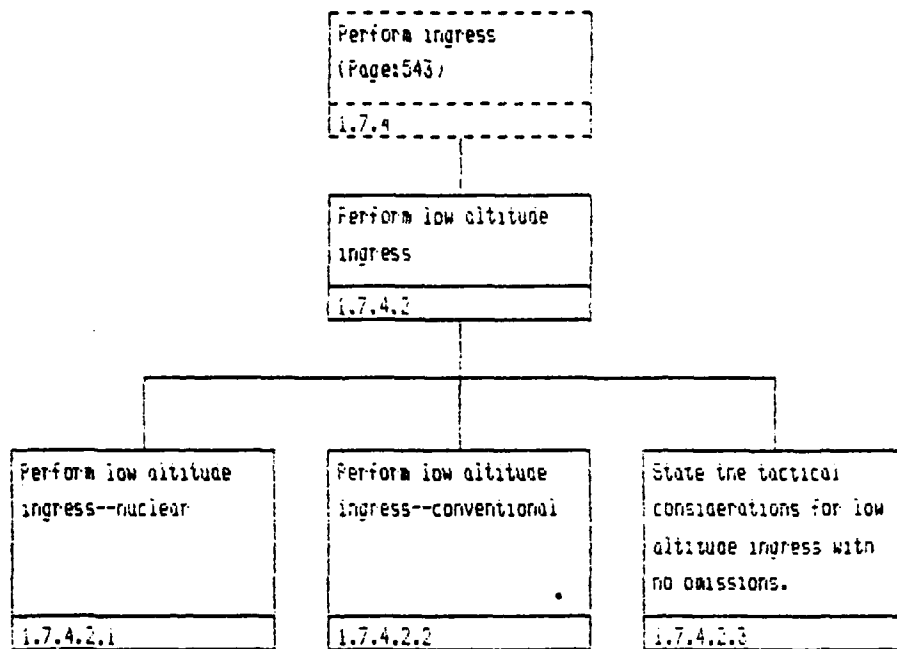 Perform ingress
(Page:543)
1.7.4
Perform low altitude
ingress
1.7.4.2
Perform low altitude
ingress--nuclear
1.7.4.2.1
Perform low altitude
ingress--conventional
1.7.4.2.2
State the tactical
considerations for low
altitude ingress with
no omissions.
1.7.4.2.3